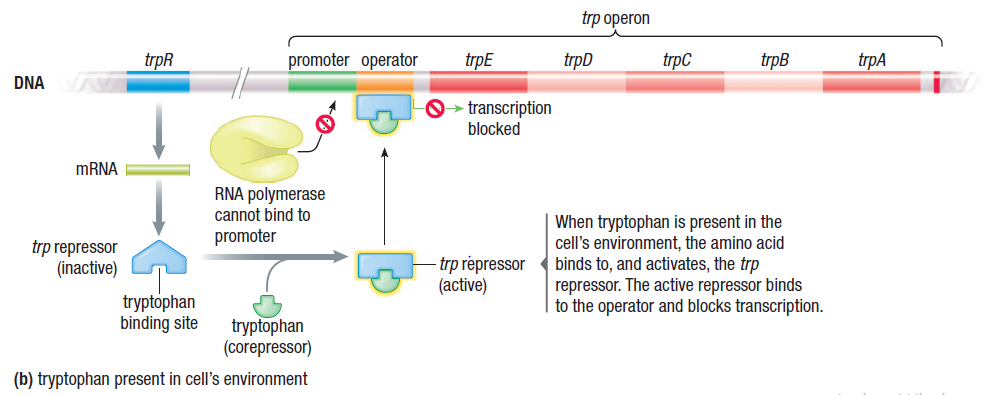 trp operon
trpR
promoter
operator
trpE
trpD
trpC
trpB
trpA
DNA
transcription
blocked
mRNA
RNA polymerase
cannot bind to
promoter
trp repressor
(inactive)
tryptophan
binding site
tryptophan
(corepressor)
trp repressor
(active)
When tryptophan is present in the
cell's environment, the amino acid
binds to, and activates, the trp
repressor. The active repressor binds
to the operator and blocks transcription.
(b) tryptophan present in cell's environment